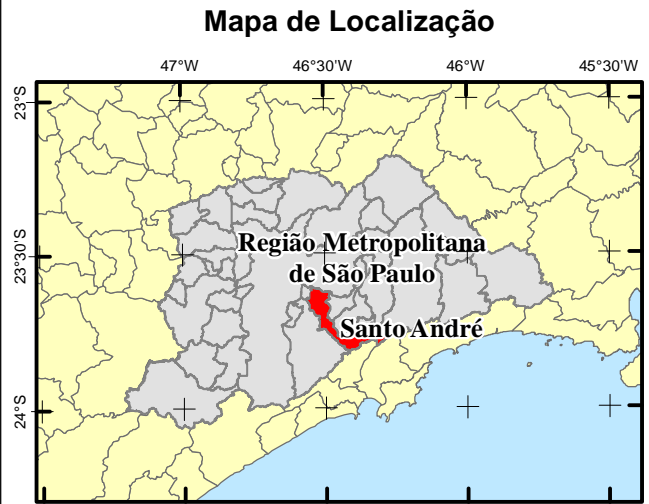 Mapa de Localização
47°W 46°30'W 46°W 45°30'W
23°S
23°30'S
24°S
Região Metropolitana
de São Paulo
Santo André